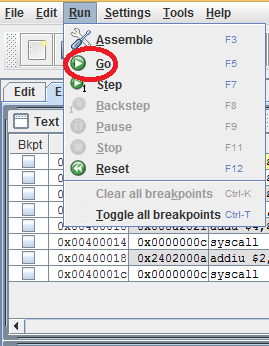 File Edit Run Settings Tools Help
Assemble F3
Go F5
Step F7
Backstep F8
Pause F9
Stop F11
Reset F12
Clear all breakpoints Ctrl-K
Toggle all breakpoints Ctrl-T
Edit
Text
Bkpt
0x00400014 0x0000000c syscall
0x00400018 0x2402000a addiu $2,
0x0040001c 0x0000000c syscall